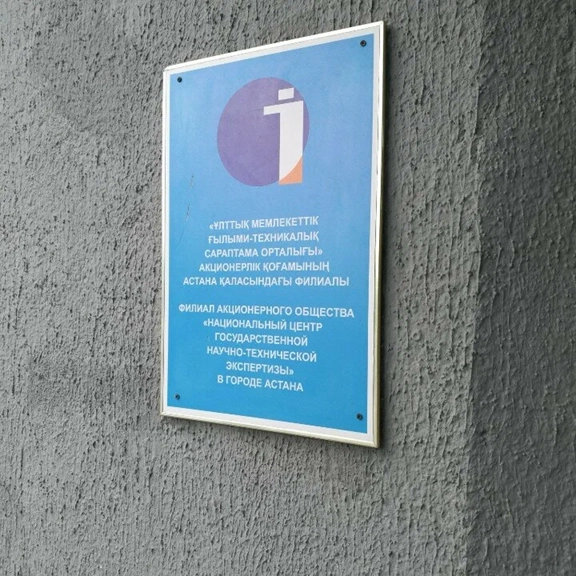 «ҰЛТТЫҚ МЕМЛЕКЕТТІК
ҒЫЛЫМИ-ТЕХНИКАЛЫҚ
САРАПТАМА ОРТАЛЫҒЫ»
АКЦИОНЕРЛІК ҚОҒАМЫНЫҢ
АСТАНА ҚАЛАСЫНДАҒЫ ФИЛИАЛЫ
ФИЛИАЛ АКЦИОНЕРНОГО ОБЩЕСТВА
«НАЦИОНАЛЬНЫЙ ЦЕНТР
ГОСУДАРСТВЕННОЙ
НАУЧНО-ТЕХНИЧЕСКОЙ
ЭКСПЕРТИЗЫ»
В ГОРОДЕ АСТАНА